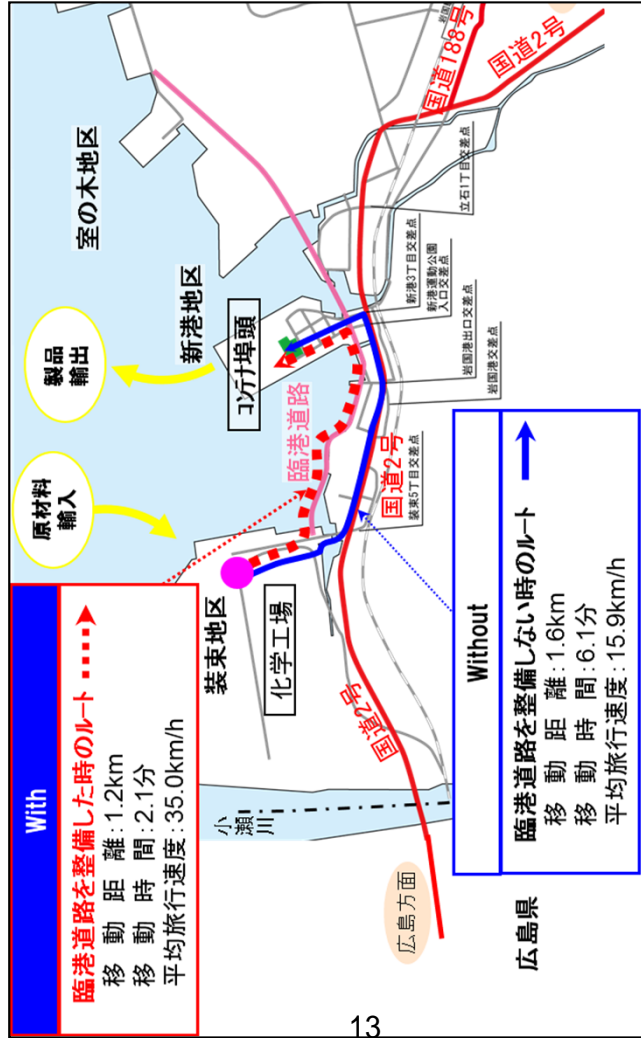 With
臨港道路を整備した時のルート
移動距離:1.2km
移動時間:2.1分
平均旅行速度:35.0km/h
原材料
輸入
製品
輸出
室の木地区
新港地区
コンテナ埠頭
装束地区
化学工場
臨港道路
国道2号
国道2号
国道188号
国道2号
小瀬川
装束5丁目交差点
岩国港交差点
岩国港出口交差点
新港運動公園
入口交差点
新港3丁目交差点
立石1丁目交差点
広島方面
広島県
Without
臨港道路を整備しない時のルート
移動距離:1.6km
移動時間:6.1分
平均旅行速度:15.9km/h
13